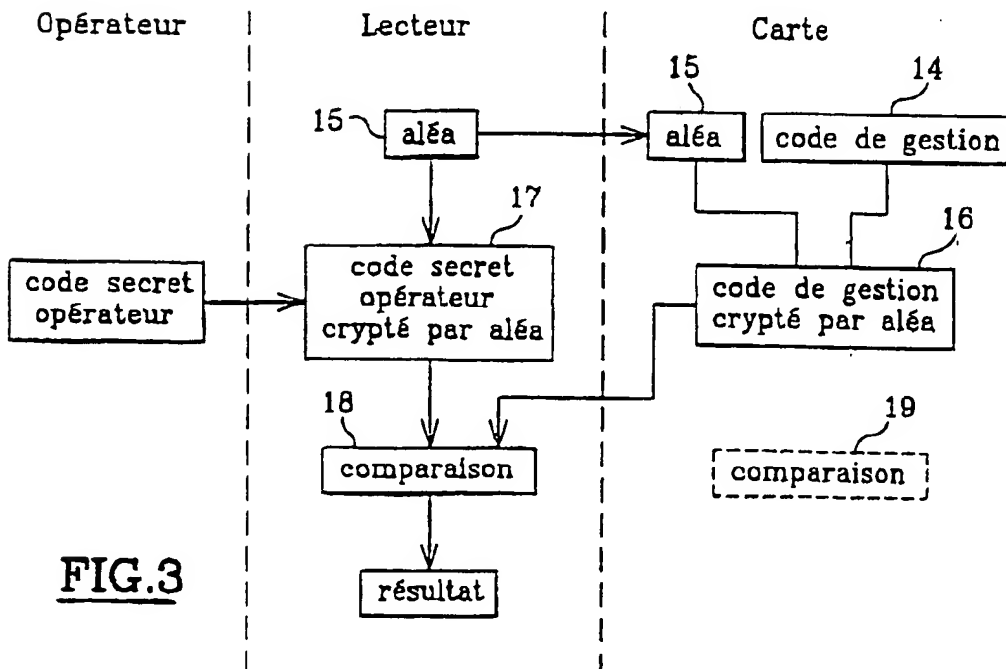 Opérateur
Lecteur
Carte
15
aléa
15
aléa
14
code de gestion
17
16
code secret
opérateur
code secret
opérateur
crypté par aléa
code de gestion
crypté par aléa
18
comparaison
19
comparaison
résultat
FIG.3